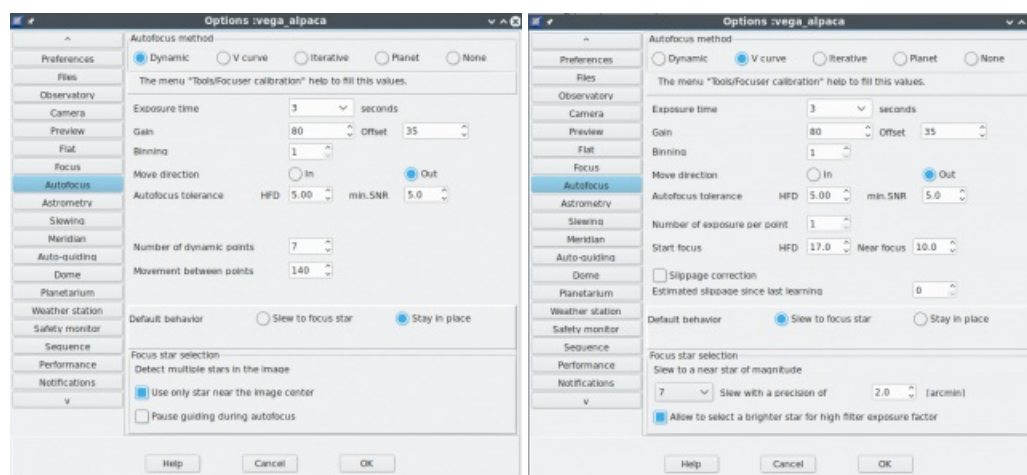 Options :vega_alpaca
Preferences
Files
Observatory
Camera
Preview
Flat
Focus
Autofocus
Astrometry
Slewing
Meridian
Auto-guiding
Dome
Planetarium
Weather station
Safety monitor
Sequence
Performance
Notifications
Autofocus method
Dynamic V curve Iterative Planet None
The menu "Tools/Focuser calibration" help to fill this values.
Exposure time 3 seconds
Gain 80 Offset 35
Binning 1
Move direction In Out
Autofocus tolerance HFD 5.00 min.SNR 5.0
Number of dynamic points 7
Movement between points 140
Default behavior Slew to focus star Stay in place
Focus star selection
Detect multiple stars in the image
Use only star near the image center
Pause guiding during autofocus
Help Cancel OK
Options :vega_alpaca
Preferences
Files
Observatory
Camera
Preview
Flat
Focus
Autofocus
Astrometry
Slewing
Meridian
Auto-guiding
Dome
Planetarium
Weather station
Safety monitor
Sequence
Performance
Notifications
Autofocus method
Dynamic V curve Iterative Planet None
The menu "Tools/Focuser calibration" help to fill this values.
Exposure time 3 seconds
Gain 80 Offset 35
Binning 1
Move direction In Out
Autofocus tolerance HFD 5.00 min.SNR 5.0
Number of exposure per point 1
Start focus HFD 17.0 Near focus 10.0
Slippage correction
Estimated slippage since last learning 0
Default behavior Slew to focus star Stay in place
Focus star selection
Slew to a near star of magnitude
7 Slew with a precision of 2.0 [arcmin]
Allow to select a brighter star for high filter exposure factor
Help Cancel OK